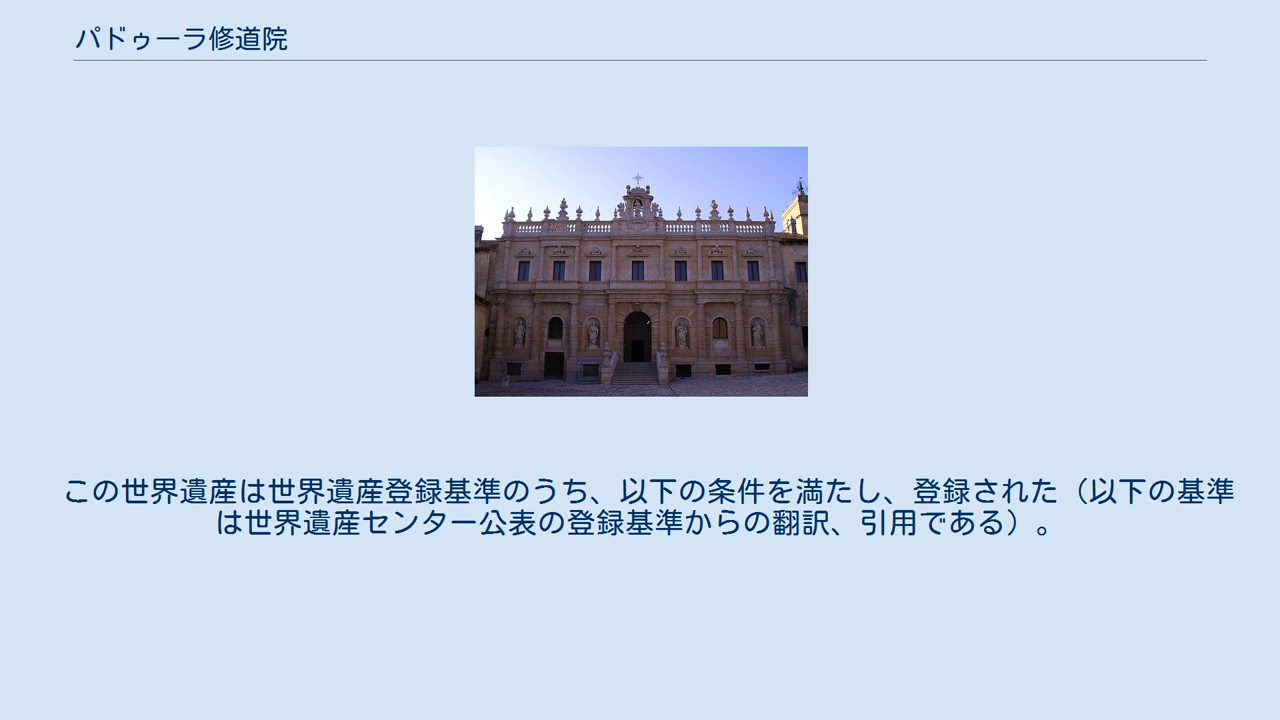 パドゥーラ修道院
この世界遺産は世界遺産登録基準のうち、以下の条件を満たし、登録された（以下の基準
は世界遺産センター公表の登録基準からの翻訳、引用である）。